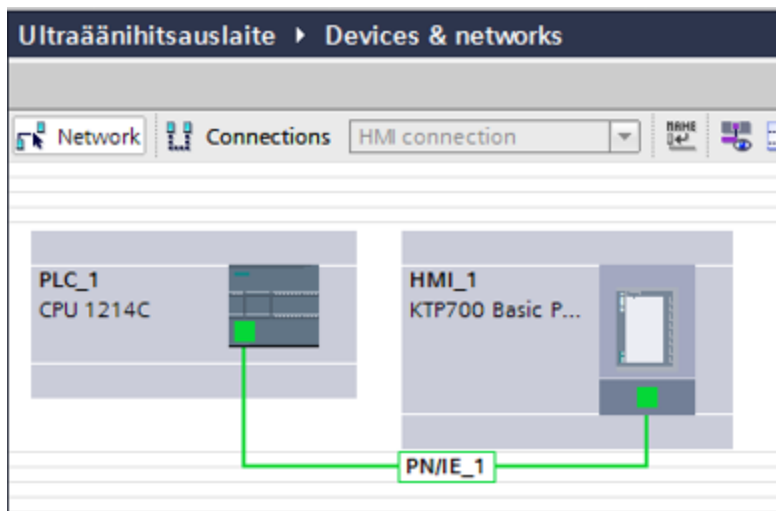 Ultraäänihitsauslaite ▸ Devices & networks
Network Connections HMI connection
PLC_1
CPU 1214C
HMI_1
KTP700 Basic P...
PN/IE_1